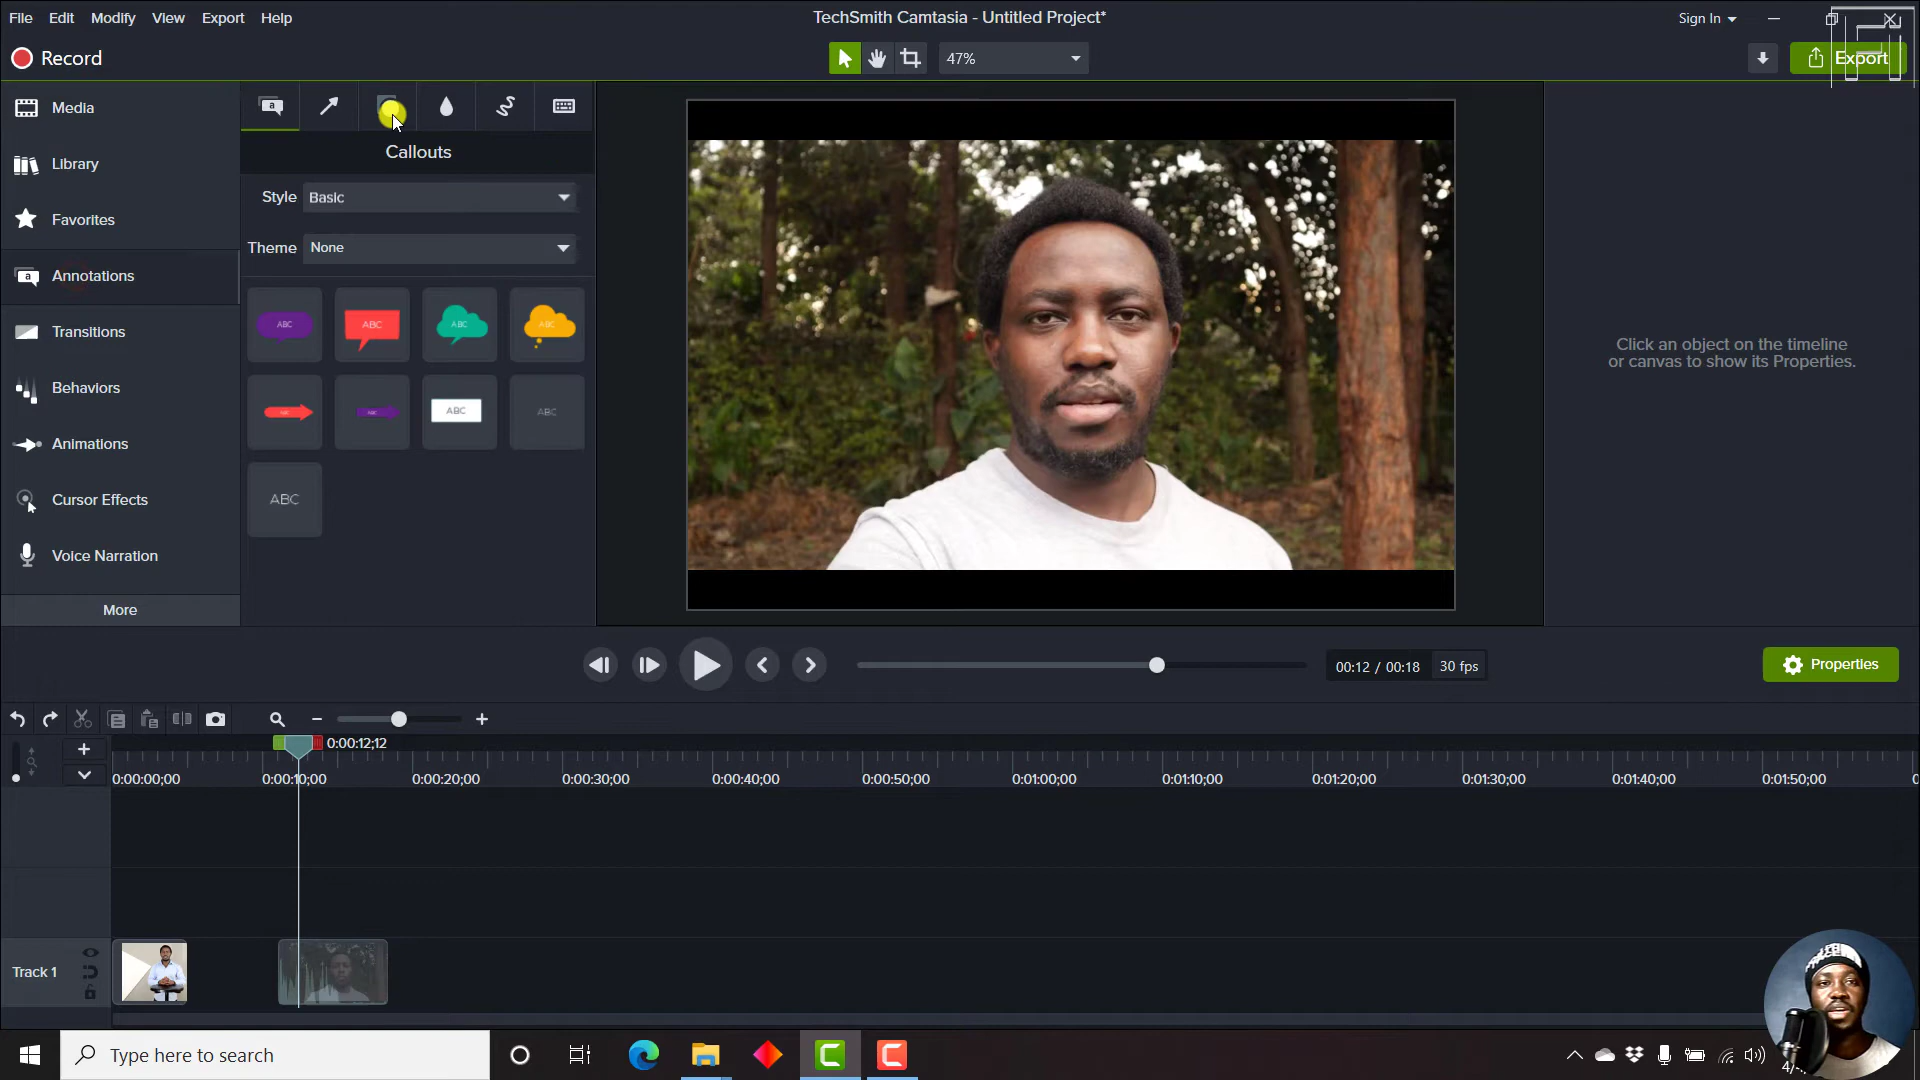 File Edit Modify View Export Help
TechSmith Camtasia - Untitled Project*
Sign In
Record
47%
Export
Media
Library
Favorites
Annotations
Transitions
Behaviors
Animations
Cursor Effects
Voice Narration
More
Callouts
Style Basic
Theme None
ABC ABC ABC ABC
ABC ABC ABC ABC
ABC
Click an object on the timeline
or canvas to show its Properties.
00:12 / 00:18 30 fps
Properties
0:00:12;12
0:00:00;00 0:00:10;00 0:00:20;00 0:00:30;00 0:00:40;00 0:00:50;00 0:01:00;00 0:01:10;00 0:01:20;00 0:01:30;00 0:01:40;00 0:01:50;00
Track 1
Type here to search